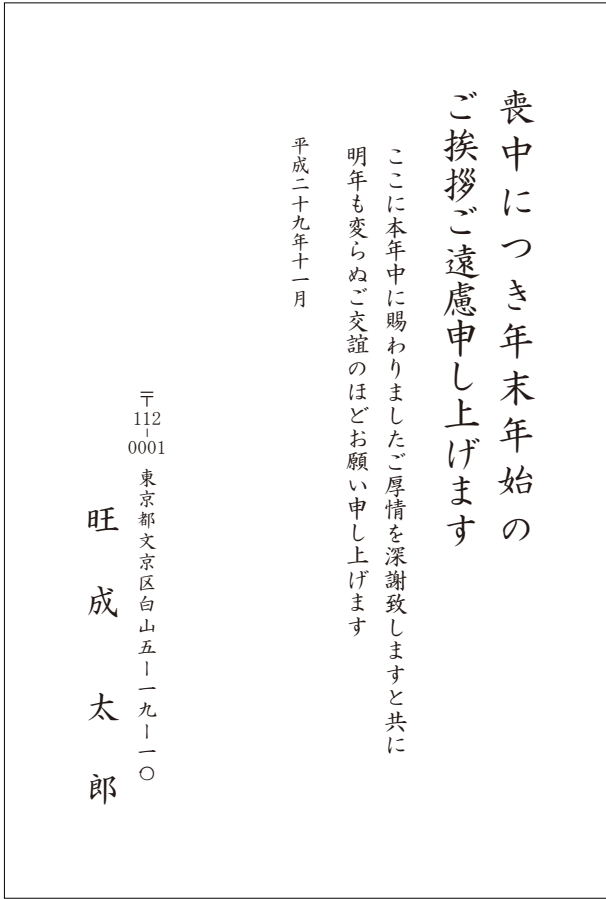 喪中につき年末年始の
ご挨拶ご遠慮申し上げます
ここに本年中に賜わりましたご厚情を深謝致しますと共に
明年も変らぬご交誼のほどお願い申し上げます
平成二十九年十一月
〒112-0001 東京都文京区白山五ー一九ー一〇
旺成太郎